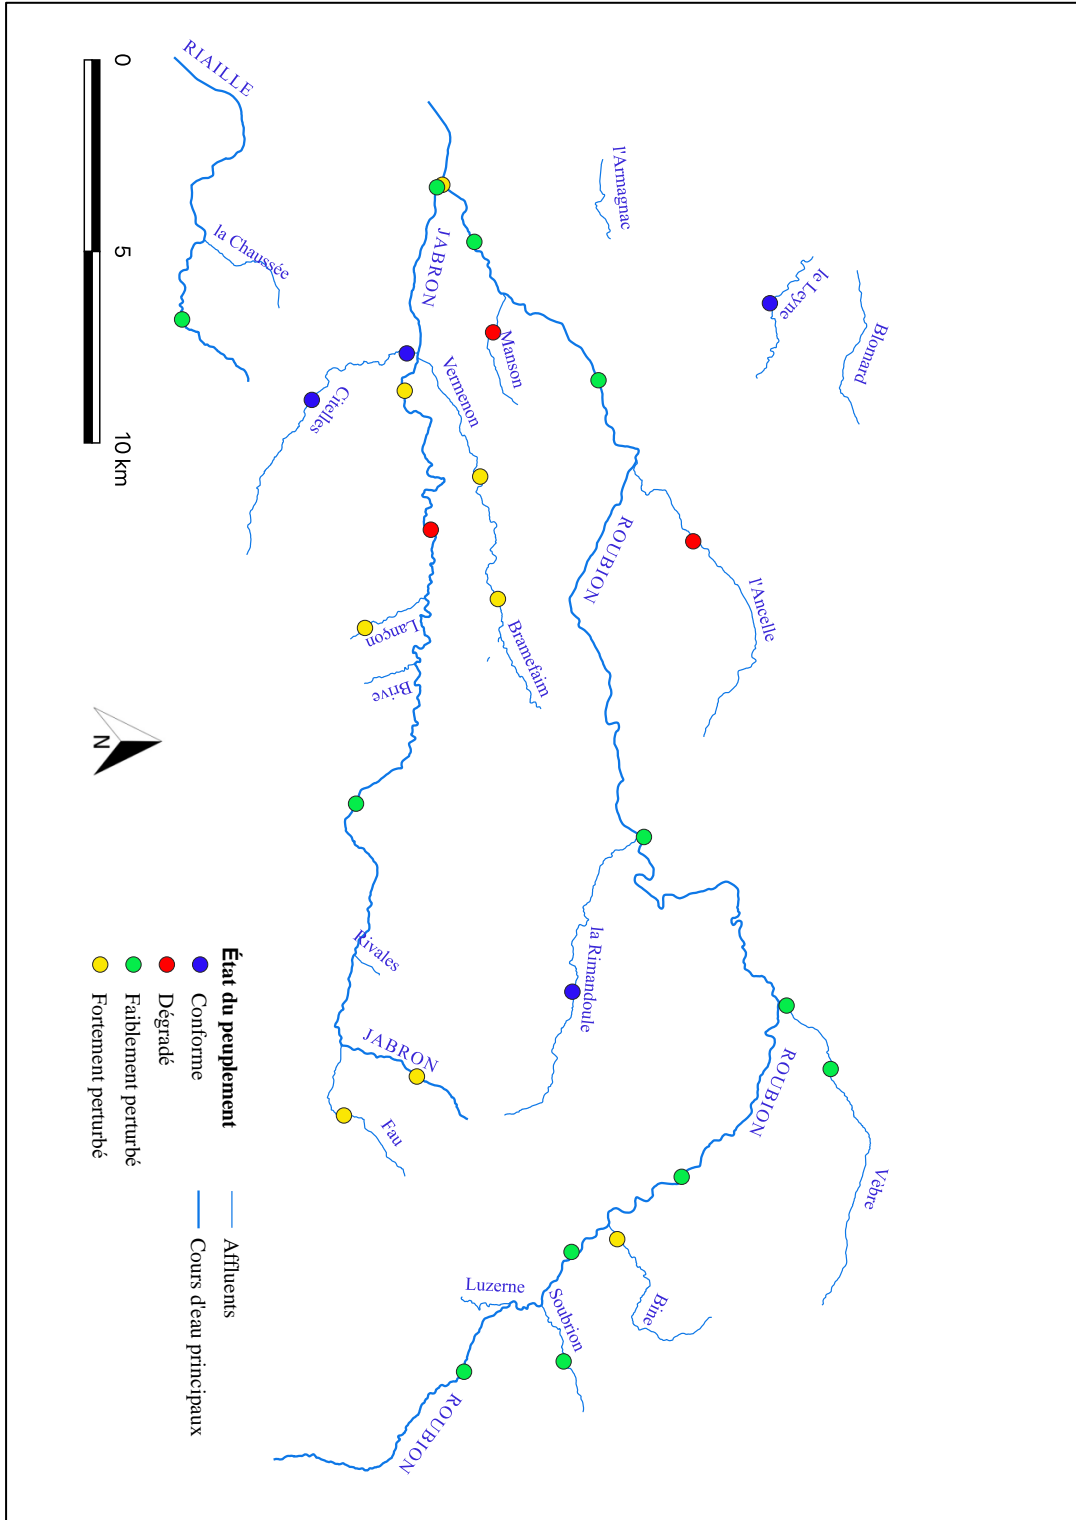 RIAILLE
0
5
10 km
la Chaussée
JABRON
l'Armagnac
le Leyne
Blomard
Manson
Vermenon
Citelles
ROUBION
l'Ancelle
Bramefaim
Lançon
Brive
N
la Rimandoule
Rivales
JABRON
Fau
ROUBION
Vèbre
Bine
Soubrion
Luzerne
ROUBION
État du peuplement
Conforme
Dégradé
Faiblement perturbé
Fortement perturbé
Affluents
Cours d'eau principaux